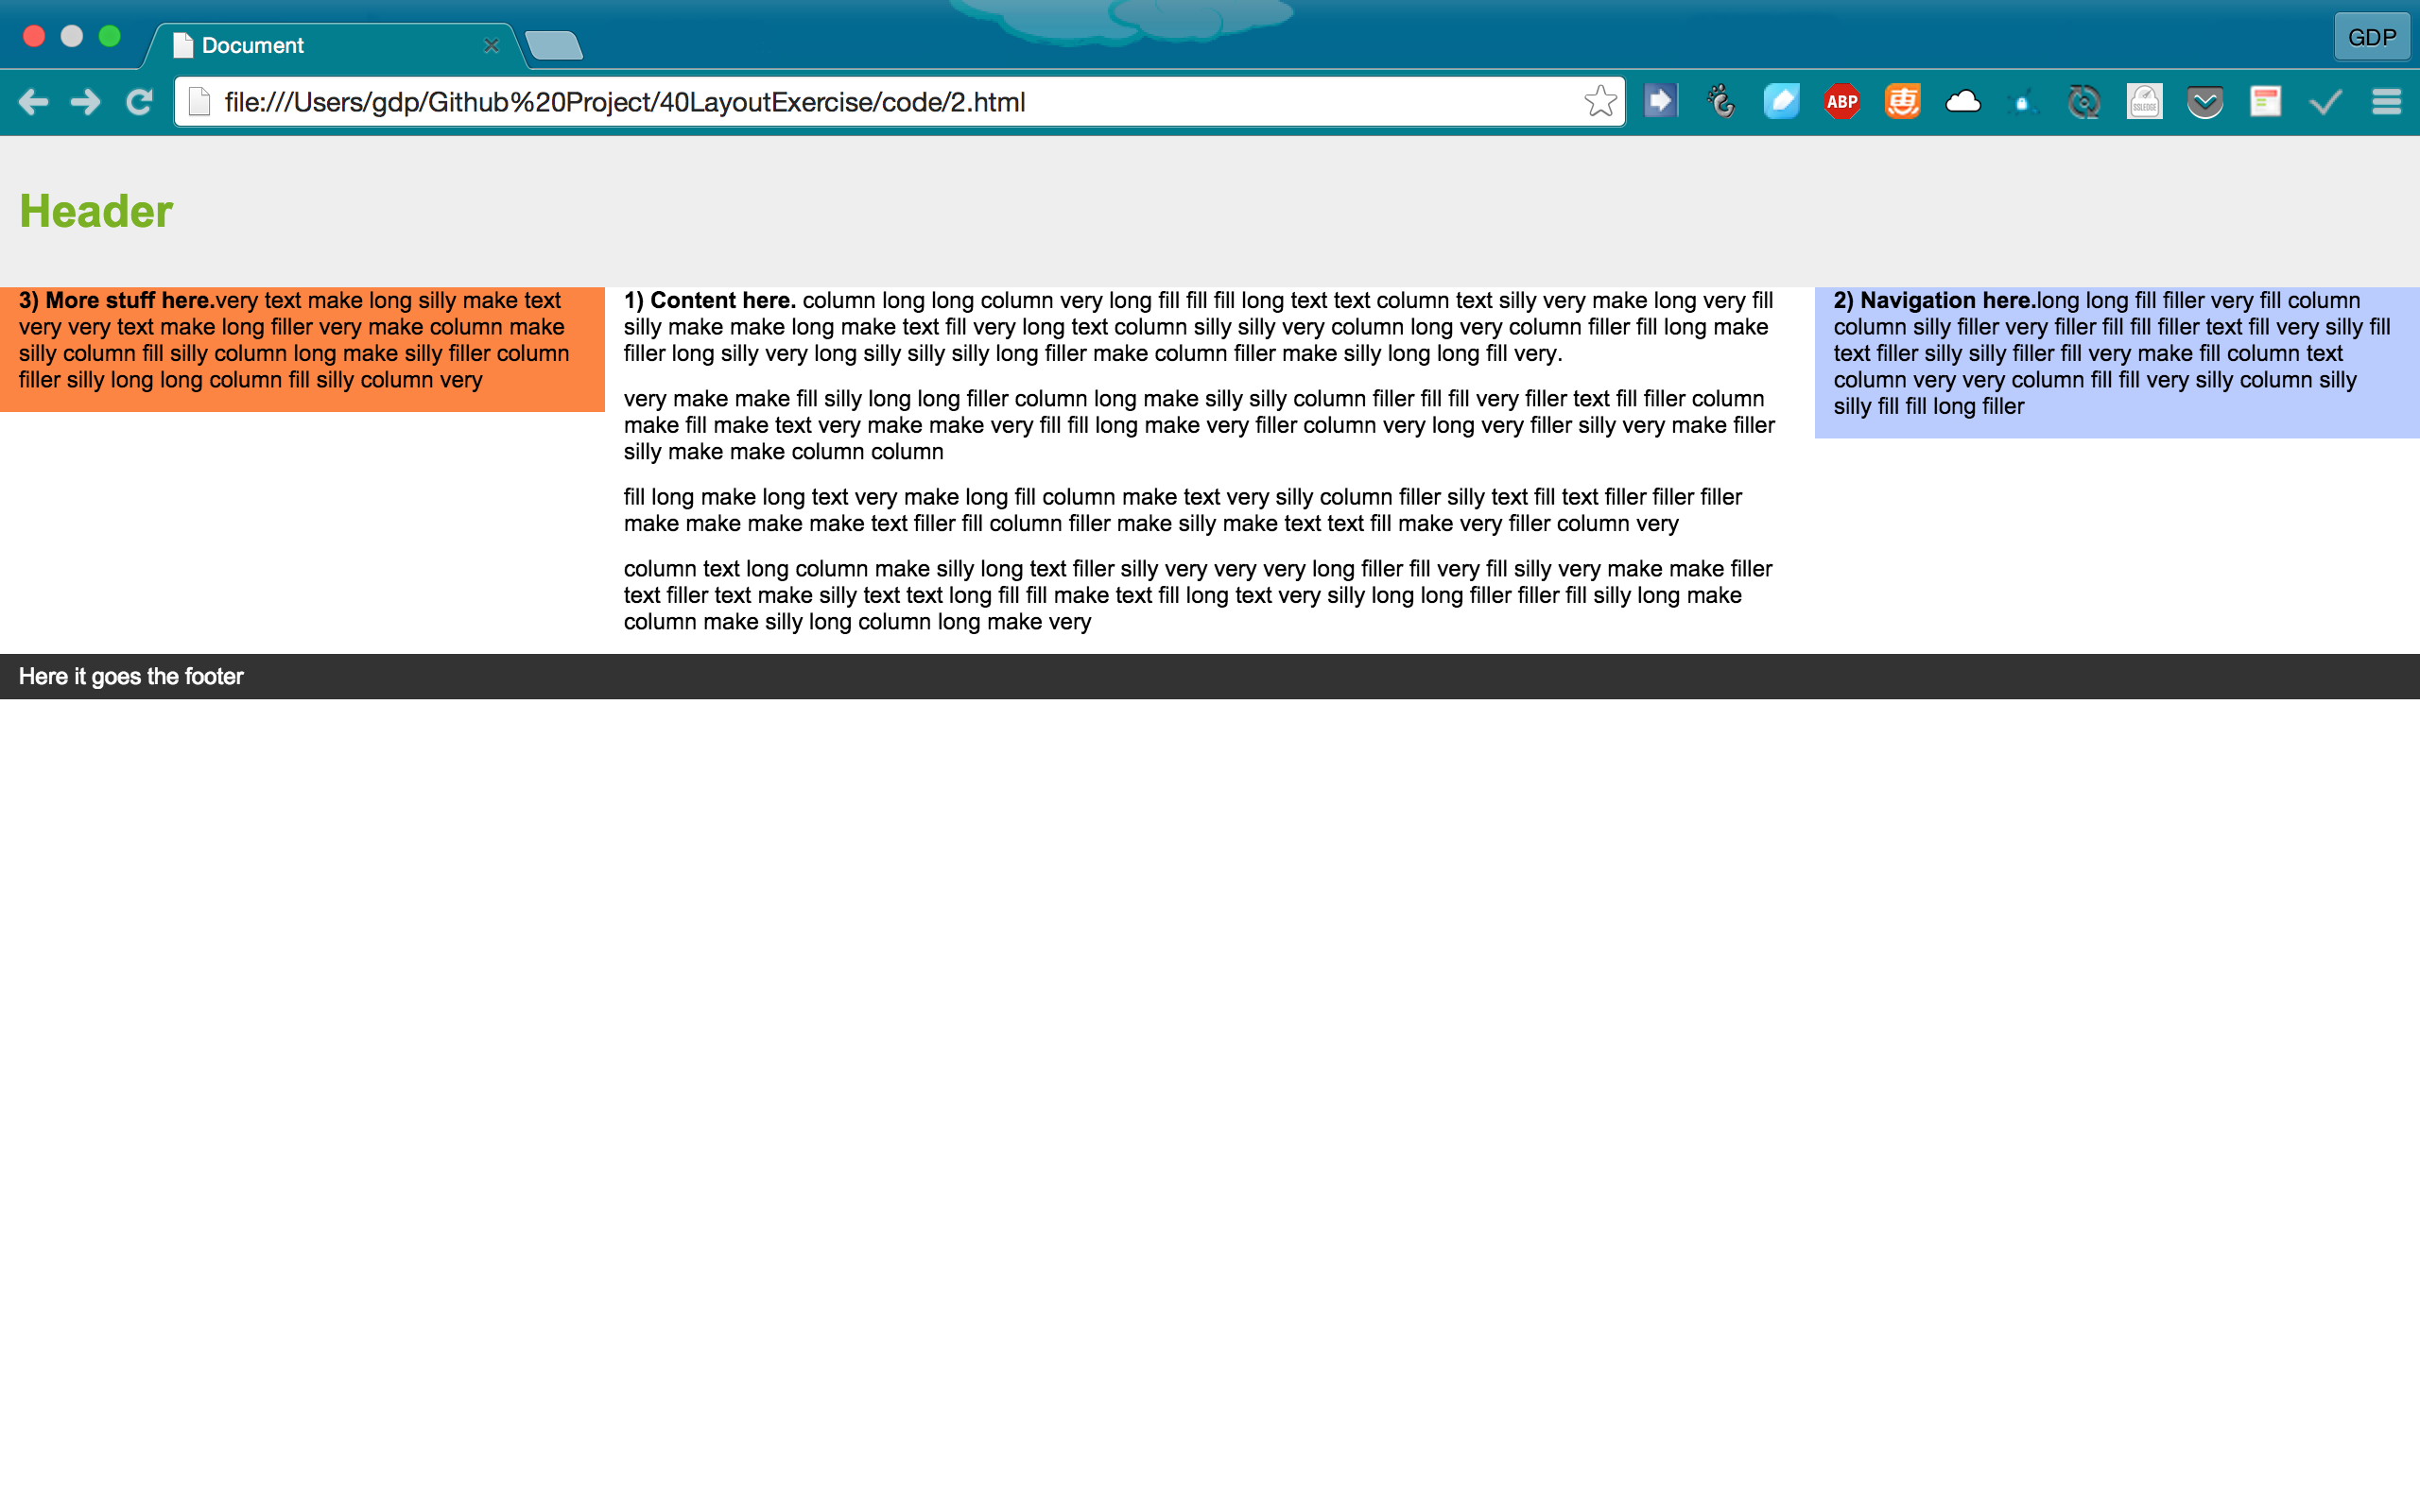 Document
GDP
file:///Users/gdp/Github%20Project/40LayoutExercise/code/2.html
ABP
惠
SSLEDGE
Header
3) More stuff here.very text make long silly make text
very very text make long filler very make column make
silly column fill silly column long make silly filler column
filler silly long long column fill silly column very
1) Content here. column long long column very long fill fill fill long text text column text silly very make long very fill
silly make make long make text fill very long text column silly silly very column long very column filler fill long make
filler long silly very long silly silly silly long filler make column filler make silly long long fill very.
very make make fill silly long long filler column long make silly silly column filler fill fill very filler text fill filler column
make fill make text very make make very fill fill long make very filler column very long very filler silly very make filler
silly make make column column
fill long make long text very make long fill column make text very silly column filler silly text fill text filler filler filler
make make make make text filler fill column filler make silly make text text fill make very filler column very
column text long column make silly long text filler silly very very very long filler fill very fill silly very make make filler
text filler text make silly text text long fill fill make text fill long text very silly long long filler filler fill silly long make
column make silly long column long make very
2) Navigation here.long long fill filler very fill column
column silly filler very filler fill fill filler text fill very silly fill
text filler silly silly filler fill very make fill column text
column very very column fill fill very silly column silly
silly fill fill long filler
Here it goes the footer